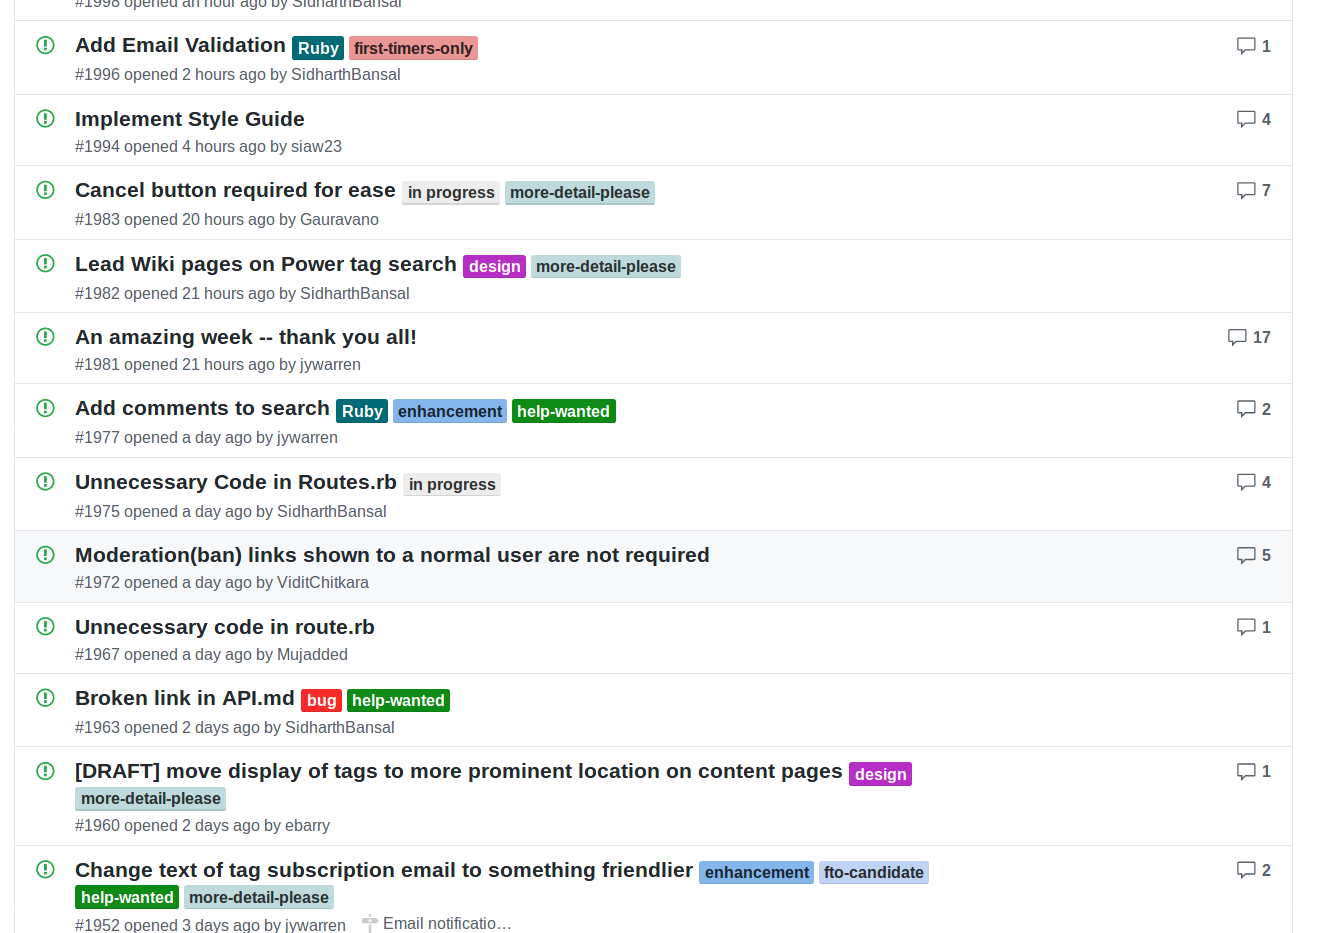 #1998 opened an hour ago by SidharthBansal
Add Email Validation Ruby first-timers-only 1
#1996 opened 2 hours ago by SidharthBansal
Implement Style Guide 4
#1994 opened 4 hours ago by siaw23
Cancel button required for ease in progress more-detail-please 7
#1983 opened 20 hours ago by Gauravano
Lead Wiki pages on Power tag search design more-detail-please
#1982 opened 21 hours ago by SidharthBansal
An amazing week -- thank you all! 17
#1981 opened 21 hours ago by jywarren
Add comments to search Ruby enhancement help-wanted 2
#1977 opened a day ago by jywarren
Unnecessary Code in Routes.rb in progress 4
#1975 opened a day ago by SidharthBansal
Moderation(ban) links shown to a normal user are not required 5
#1972 opened a day ago by ViditChitkara
Unnecessary code in route.rb 1
#1967 opened a day ago by Mujadded
Broken link in API.md bug help-wanted
#1963 opened 2 days ago by SidharthBansal
[DRAFT] move display of tags to more prominent location on content pages design 1
more-detail-please
#1960 opened 2 days ago by ebarry
Change text of tag subscription email to something friendlier enhancement fto-candidate 2
help-wanted more-detail-please
#1952 opened 3 days ago by jywarren Email notificatio…